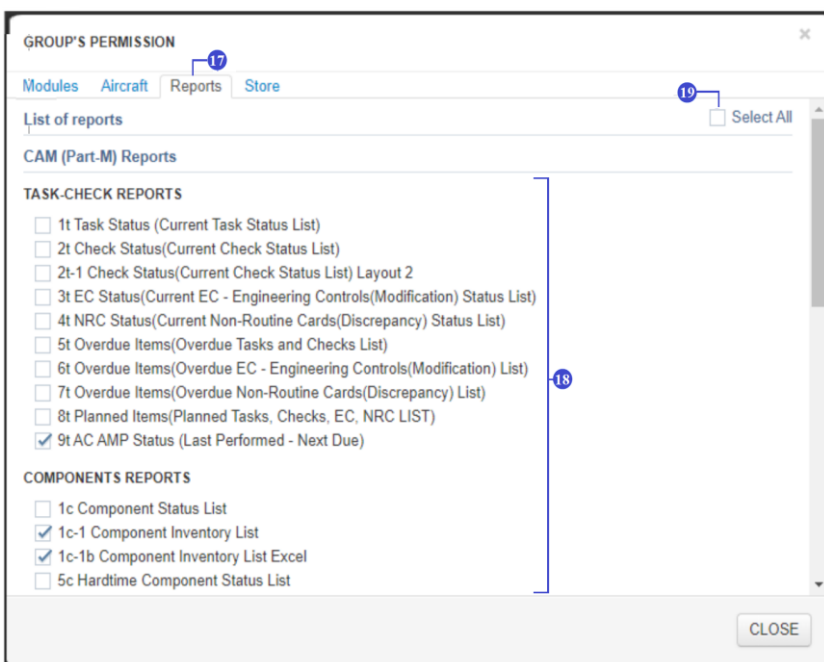 GROUP'S PERMISSION
×
17
Modules Aircraft Reports Store
19
List of reports
Select All
CAM (Part-M) Reports
TASK-CHECK REPORTS
1t Task Status (Current Task Status List)
2t Check Status(Current Check Status List)
2t-1 Check Status(Current Check Status List) Layout 2
3t EC Status(Current EC - Engineering Controls(Modification) Status List)
4t NRC Status(Current Non-Routine Cards(Discrepancy) Status List)
5t Overdue Items(Overdue Tasks and Checks List)
6t Overdue Items(Overdue EC - Engineering Controls(Modification) List)
7t Overdue Items(Overdue Non-Routine Cards(Discrepancy) List)
18
8t Planned Items(Planned Tasks, Checks, EC, NRC LIST)
9t AC AMP Status (Last Performed - Next Due)
COMPONENTS REPORTS
1c Component Status List
1c-1 Component Inventory List
1c-1b Component Inventory List Excel
5c Hardtime Component Status List
CLOSE